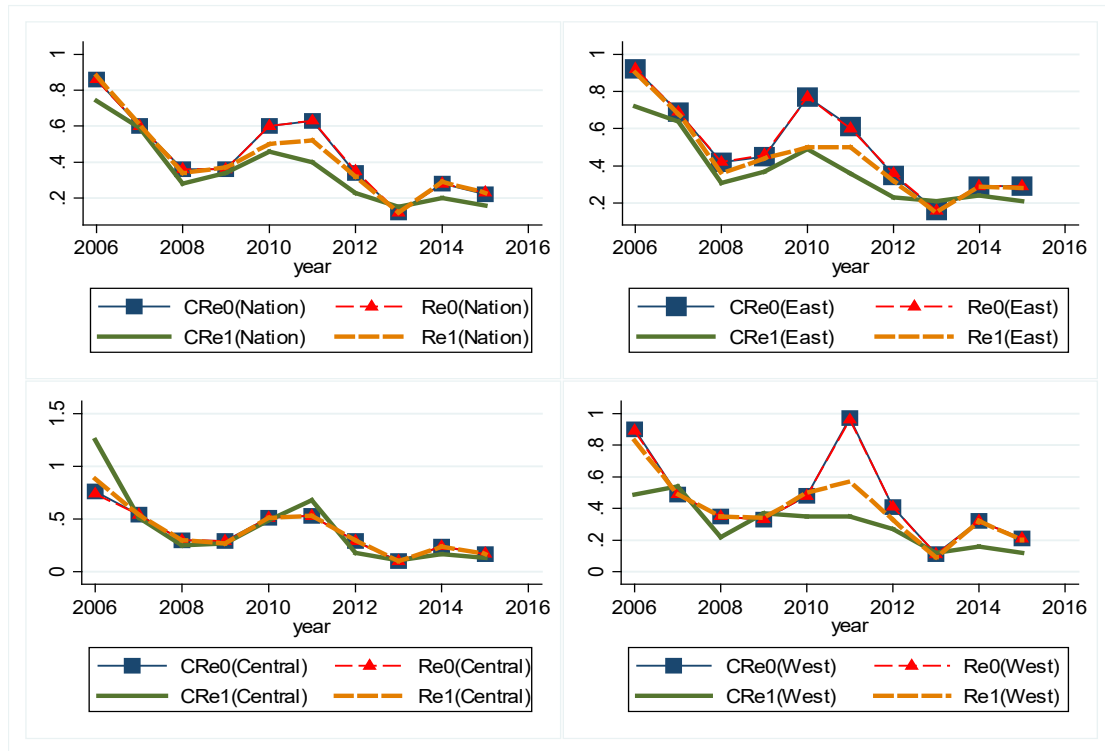 1
.8
.6
.4
.2
2006 2008 2010 2012 2014 2016
year
CRe0(Nation) Re0(Nation)
CRe1(Nation) Re1(Nation)
1
.8
.6
.4
.2
2006 2008 2010 2012 2014 2016
year
CRe0(East) Re0(East)
CRe1(East) Re1(East)
1.5
1
.5
0
2006 2008 2010 2012 2014 2016
year
CRe0(Central) Re0(Central)
CRe1(Central) Re1(Central)
1
.8
.6
.4
.2
0
2006 2008 2010 2012 2014 2016
year
CRe0(West) Re0(West)
CRe1(West) Re1(West)